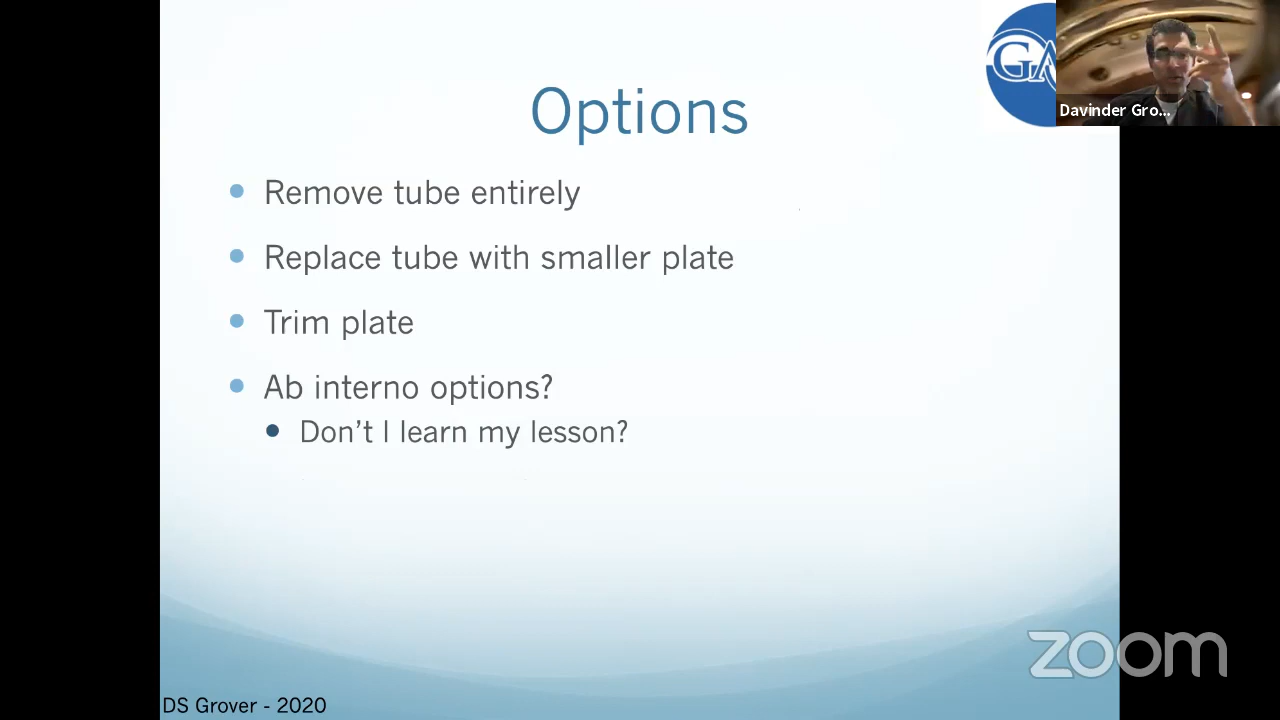 GA
Davinder Gro...
Options
Remove tube entirely
Replace tube with smaller plate
Trim plate
Ab interno options?
Don't I learn my lesson?
zoom
DS Grover - 2020